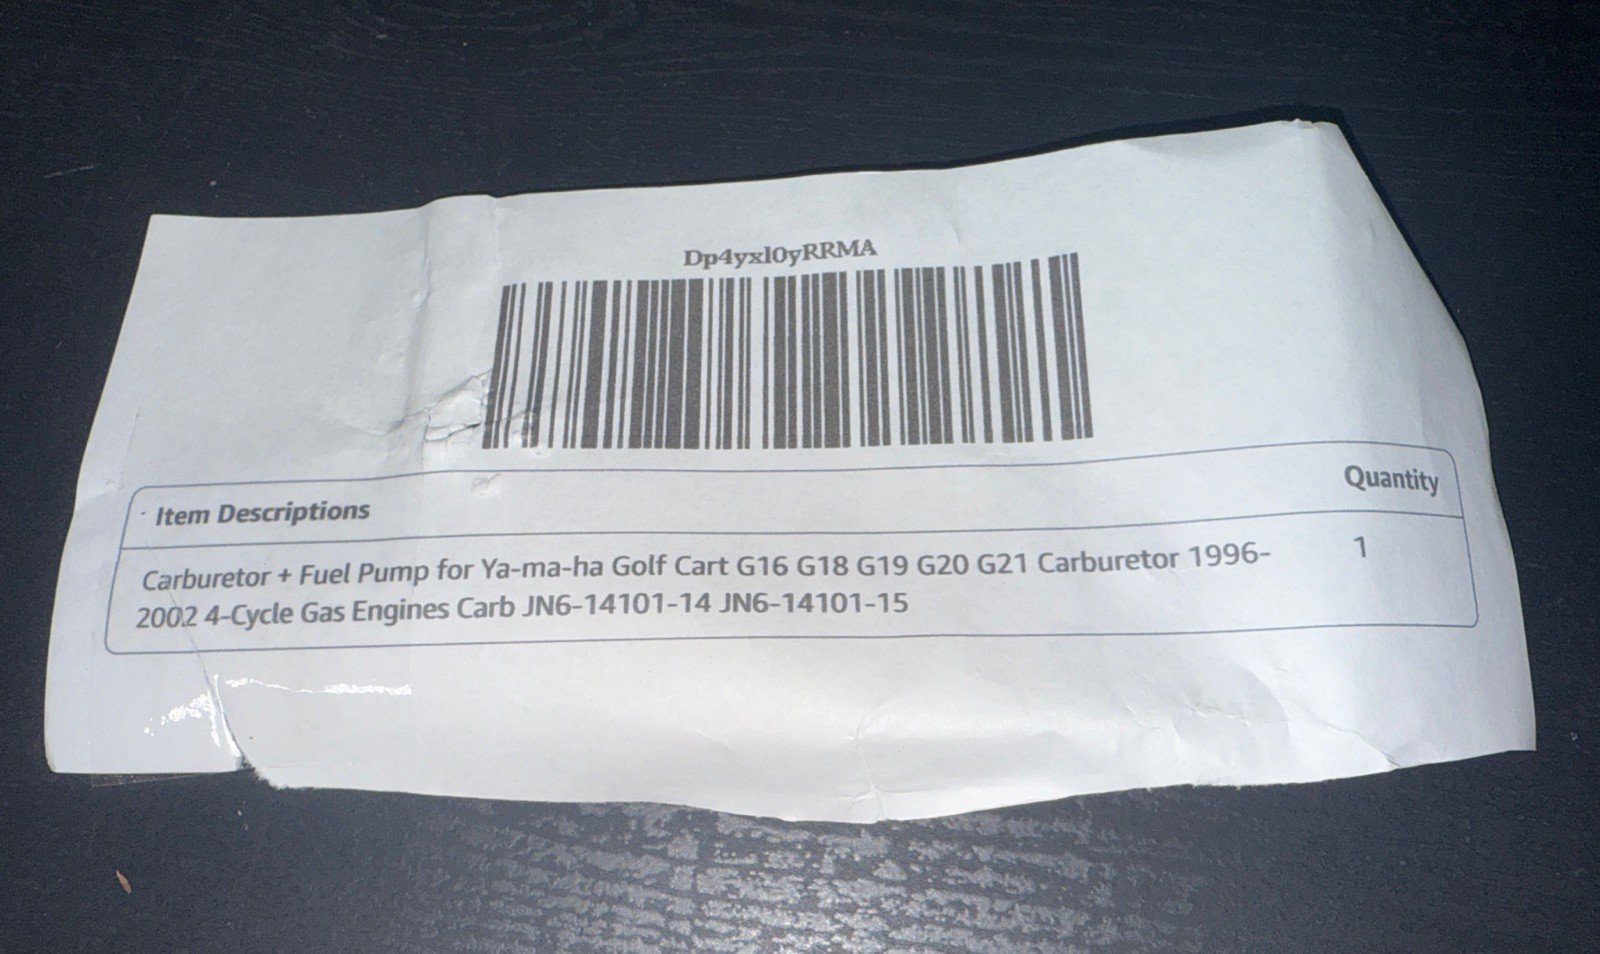 Dp4yxl0yRRMA
Item Descriptions Quantity
Carburetor + Fuel Pump for Ya-ma-ha Golf Cart G16 G18 G19 G20 G21 Carburetor 1996- 1
2002 4-Cycle Gas Engines Carb JN6-14101-14 JN6-14101-15